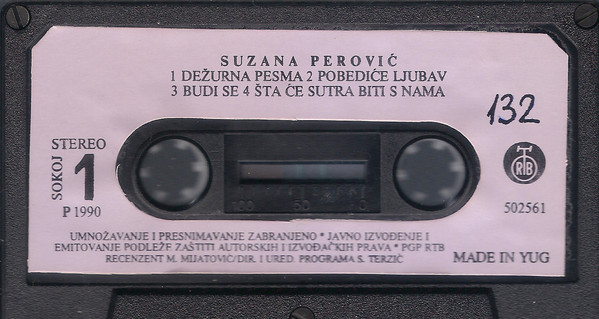 SUZANA PEROVIĆ
1 DEŽURNA PESMA 2 POBEDIĆE LJUBAV
3 BUDI SE 4 ŠTA ĆE SUTRA BITI S NAMA
132
STEREO
SOKOJ
1
P 1990
RTB
502561
100 50 0
UMNOŽAVANJE I PRESNIMAVANJE ZABRANJENO * JAVNO IZVOĐENJE I
EMITOVANJE PODLEŽE ZAŠTITI AUTORSKIH I IZVOĐAČKIH PRAVA * PGP RTB
RECENZENT M. MIJATOVIĆ/DIR. I URED. PROGRAMA S. TERZIĆ
MADE IN YUG